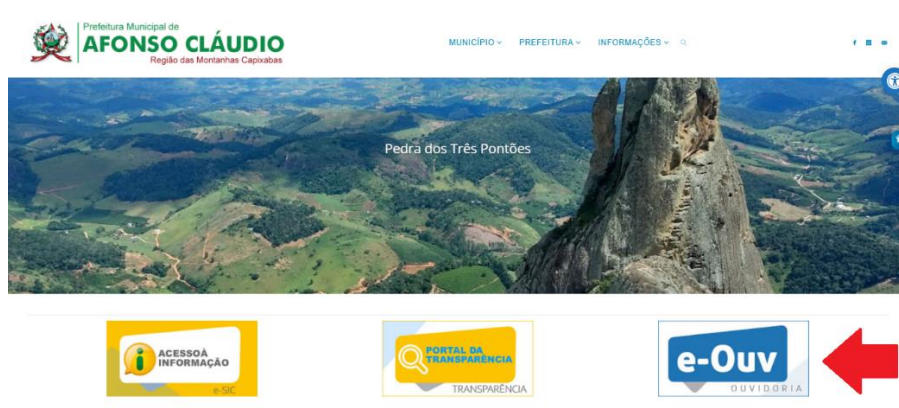 Prefeitura Municipal de
AFONSO CLÁUDIO
Região das Montanhas Capixabas
MUNICÍPIO PREFEITURA INFORMAÇÕES
Pedra dos Três Pontões
ACESSOÀ
INFORMAÇÃO
e-SIC
PORTAL DA
TRANSPARÊNCIA
TRANSPARÊNCIA
e-Ouv
OUVIDORIA